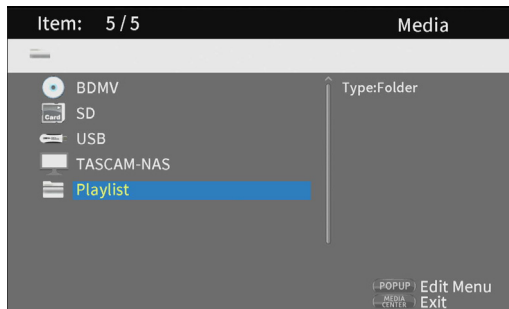 Item: 5/5 Media
BDMV
Type:Folder
Card SD
USB
TASCAM-NAS
Playlist
POPUP Edit Menu
MEDIA CENTER Exit